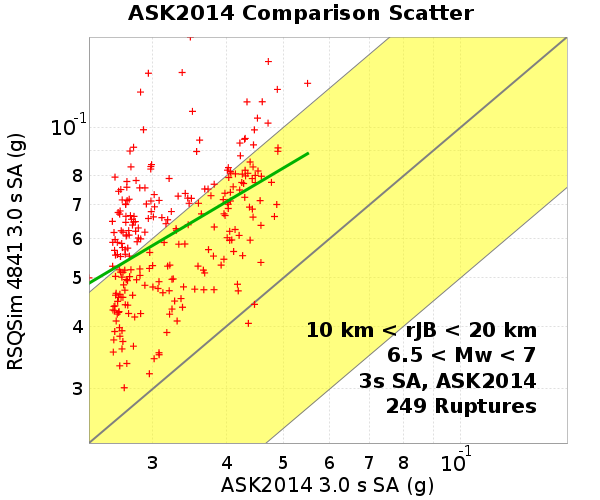 ASK2014 Comparison Scatter
RSQSim 4841 3.0 s SA (g)
10⁻¹
8
7
6
5
4
3
10 km < rJB < 20 km
6.5 < Mw < 7
3s SA, ASK2014
249 Ruptures
3 4 5 6 7 8 10⁻¹
ASK2014 3.0 s SA (g)